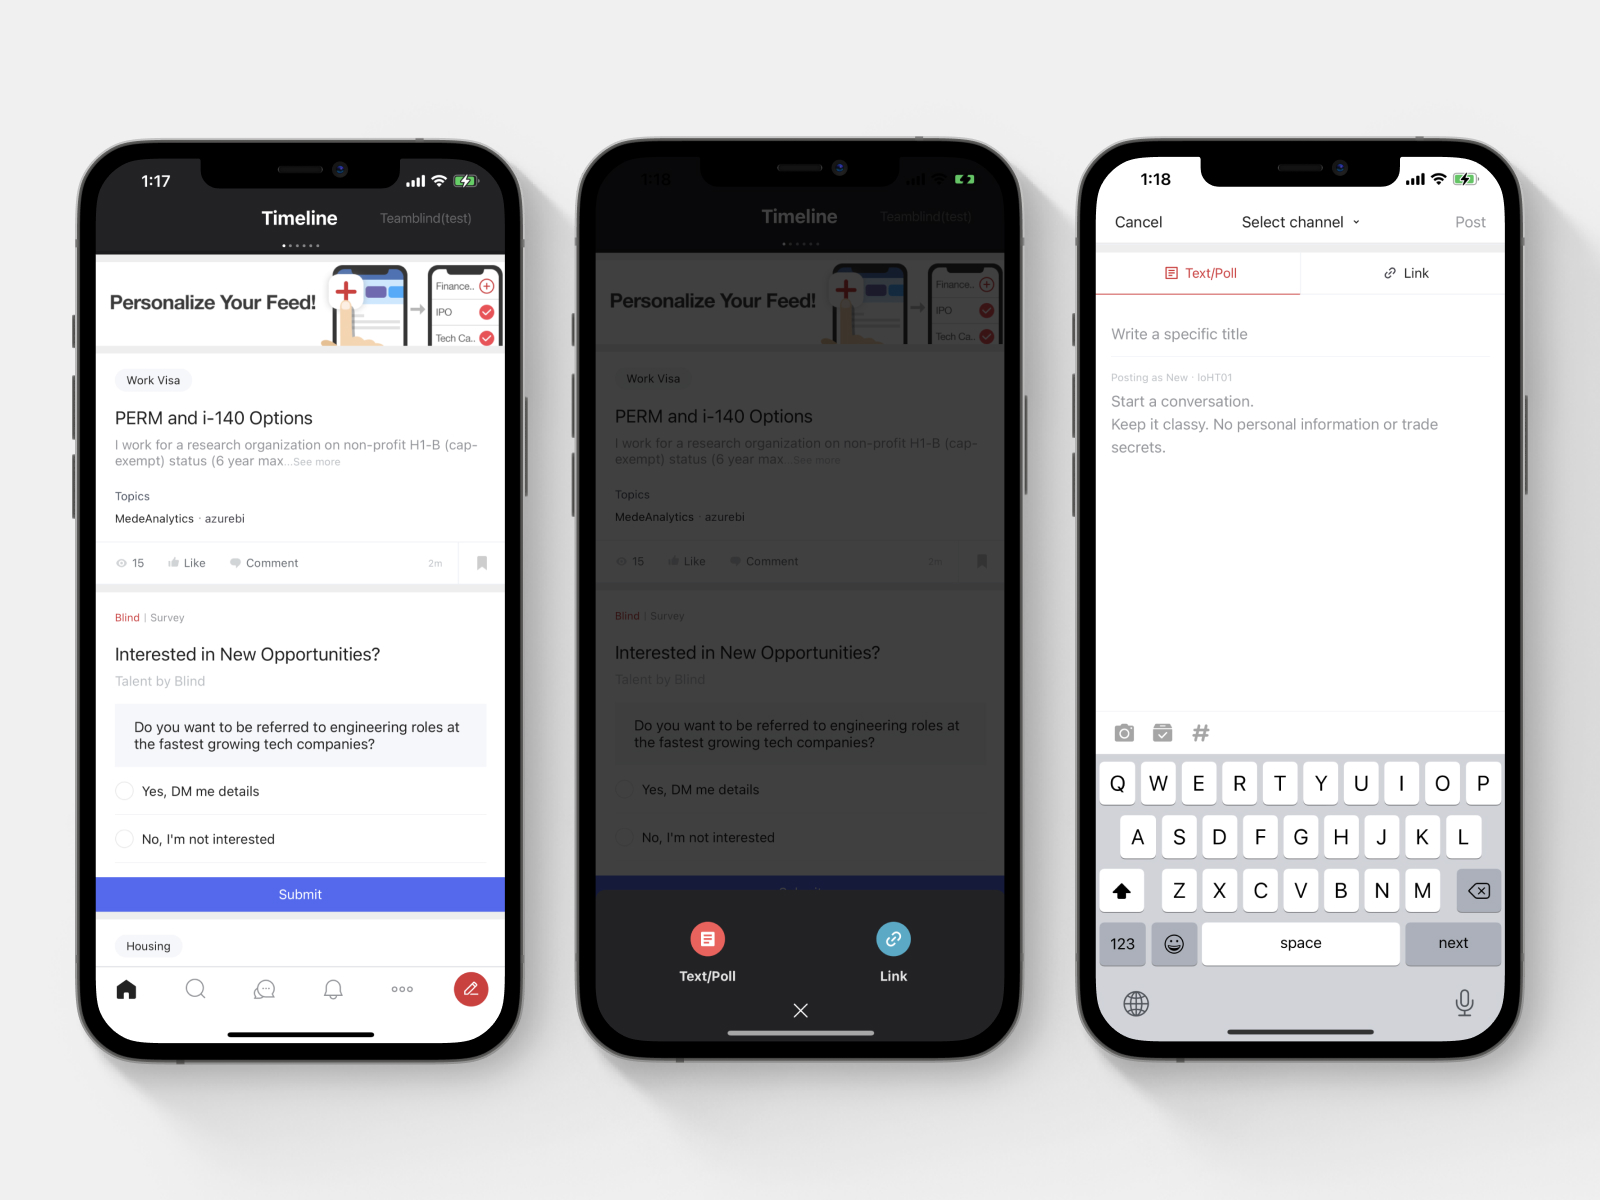 1:17
Timeline
Teamblind(test)
Personalize Your Feed!
Finance..
IPO
Tech Ca..
Work Visa
PERM and i-140 Options
I work for a research organization on non-profit H1-B (cap-
exempt) status (6 year max...See more
Topics
MedeAnalytics · azurebi
15 Like Comment 2m
Blind | Survey
Interested in New Opportunities?
Talent by Blind
Do you want to be referred to engineering roles at
the fastest growing tech companies?
Yes, DM me details
No, I'm not interested
Submit
Housing
1:18
Timeline
Teamblind(test)
Personalize Your Feed!
Finance..
IPO
Tech Ca..
Work Visa
PERM and i-140 Options
I work for a research organization on non-profit H1-B (cap-
exempt) status (6 year max...See more
Topics
MedeAnalytics · azurebi
15 Like Comment 2m
Blind | Survey
Interested in New Opportunities?
Talent by Blind
Do you want to be referred to engineering roles at
the fastest growing tech companies?
Yes, DM me details
No, I'm not interested
Submit
Text/Poll
Link
1:18
Cancel Select channel Post
Text/Poll Link
Write a specific title
Posting as New · IoHT01
Start a conversation.
Keep it classy. No personal information or trade
secrets.
#
Q W E R T Y U I O P
A S D F G H J K L
Z X C V B N M
123 space next